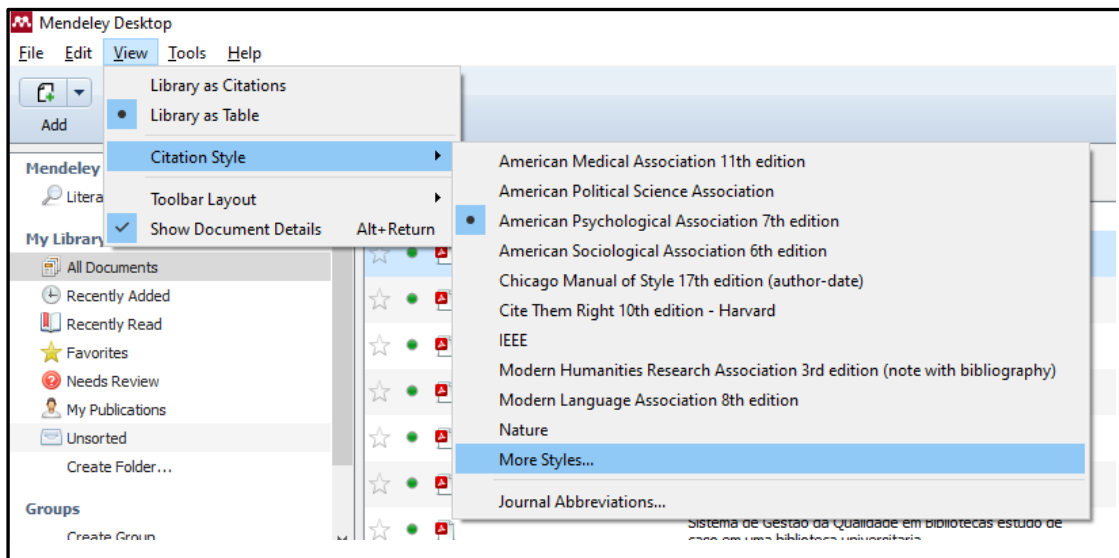 Mendeley Desktop
File Edit View Tools Help
Add
Library as Citations
Library as Table
Citation Style
Toolbar Layout
Show Document Details Alt+Return
American Medical Association 11th edition
American Political Science Association
American Psychological Association 7th edition
American Sociological Association 6th edition
Chicago Manual of Style 17th edition (author-date)
Cite Them Right 10th edition - Harvard
IEEE
Modern Humanities Research Association 3rd edition (note with bibliography)
Modern Language Association 8th edition
Nature
More Styles...
Journal Abbreviations...
Mendeley
Litera
My Library
All Documents
Recently Added
Recently Read
Favorites
Needs Review
My Publications
Unsorted
Create Folder...
Groups
Create Group
Sistema de Gestão da Qualidade em Bibliotecas estudo de
caso em uma biblioteca universitaria